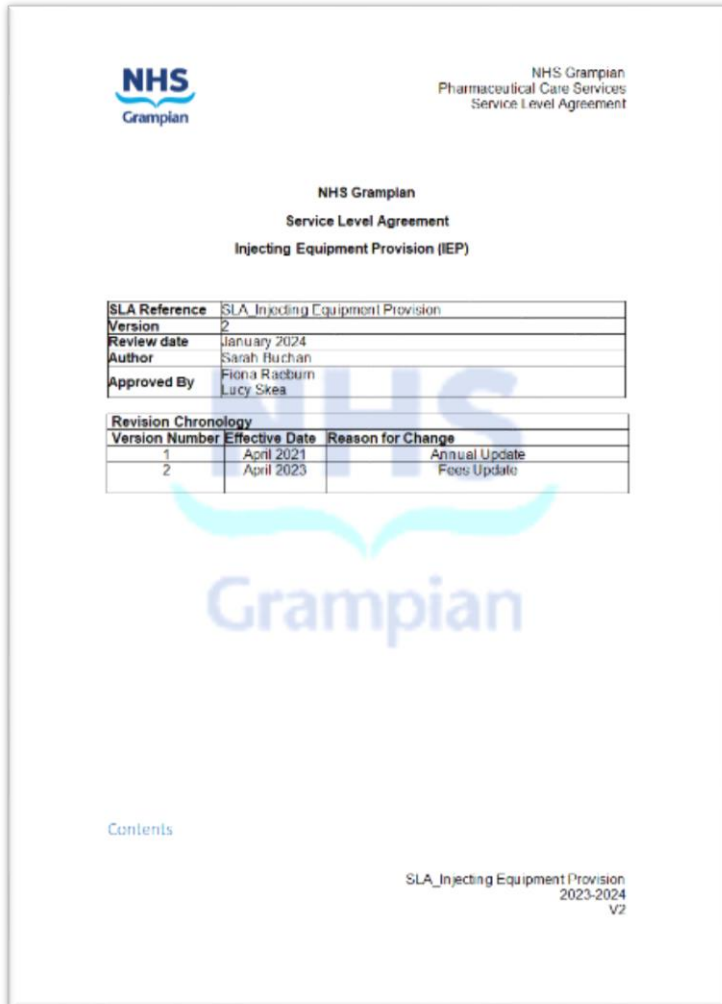 NHS
Grampian
NHS Grampian
Pharmaceutical Care Services
Service Level Agreement
NHS Grampian
Service Level Agreement
Injecting Equipment Provision (IEP)
SLA Reference SLA_Injecting Equipment Provision
Version 2
Review date January 2024
Author Sarah Buchan
Approved By Fiona Raeburn
Lucy Skea
Revision Chronology
Version Number Effective Date Reason for Change
1 April 2021 Annual Update
2 April 2023 Fees Update
NHS
Grampian
Contents
SLA_Injecting Equipment Provision
2023-2024
V2